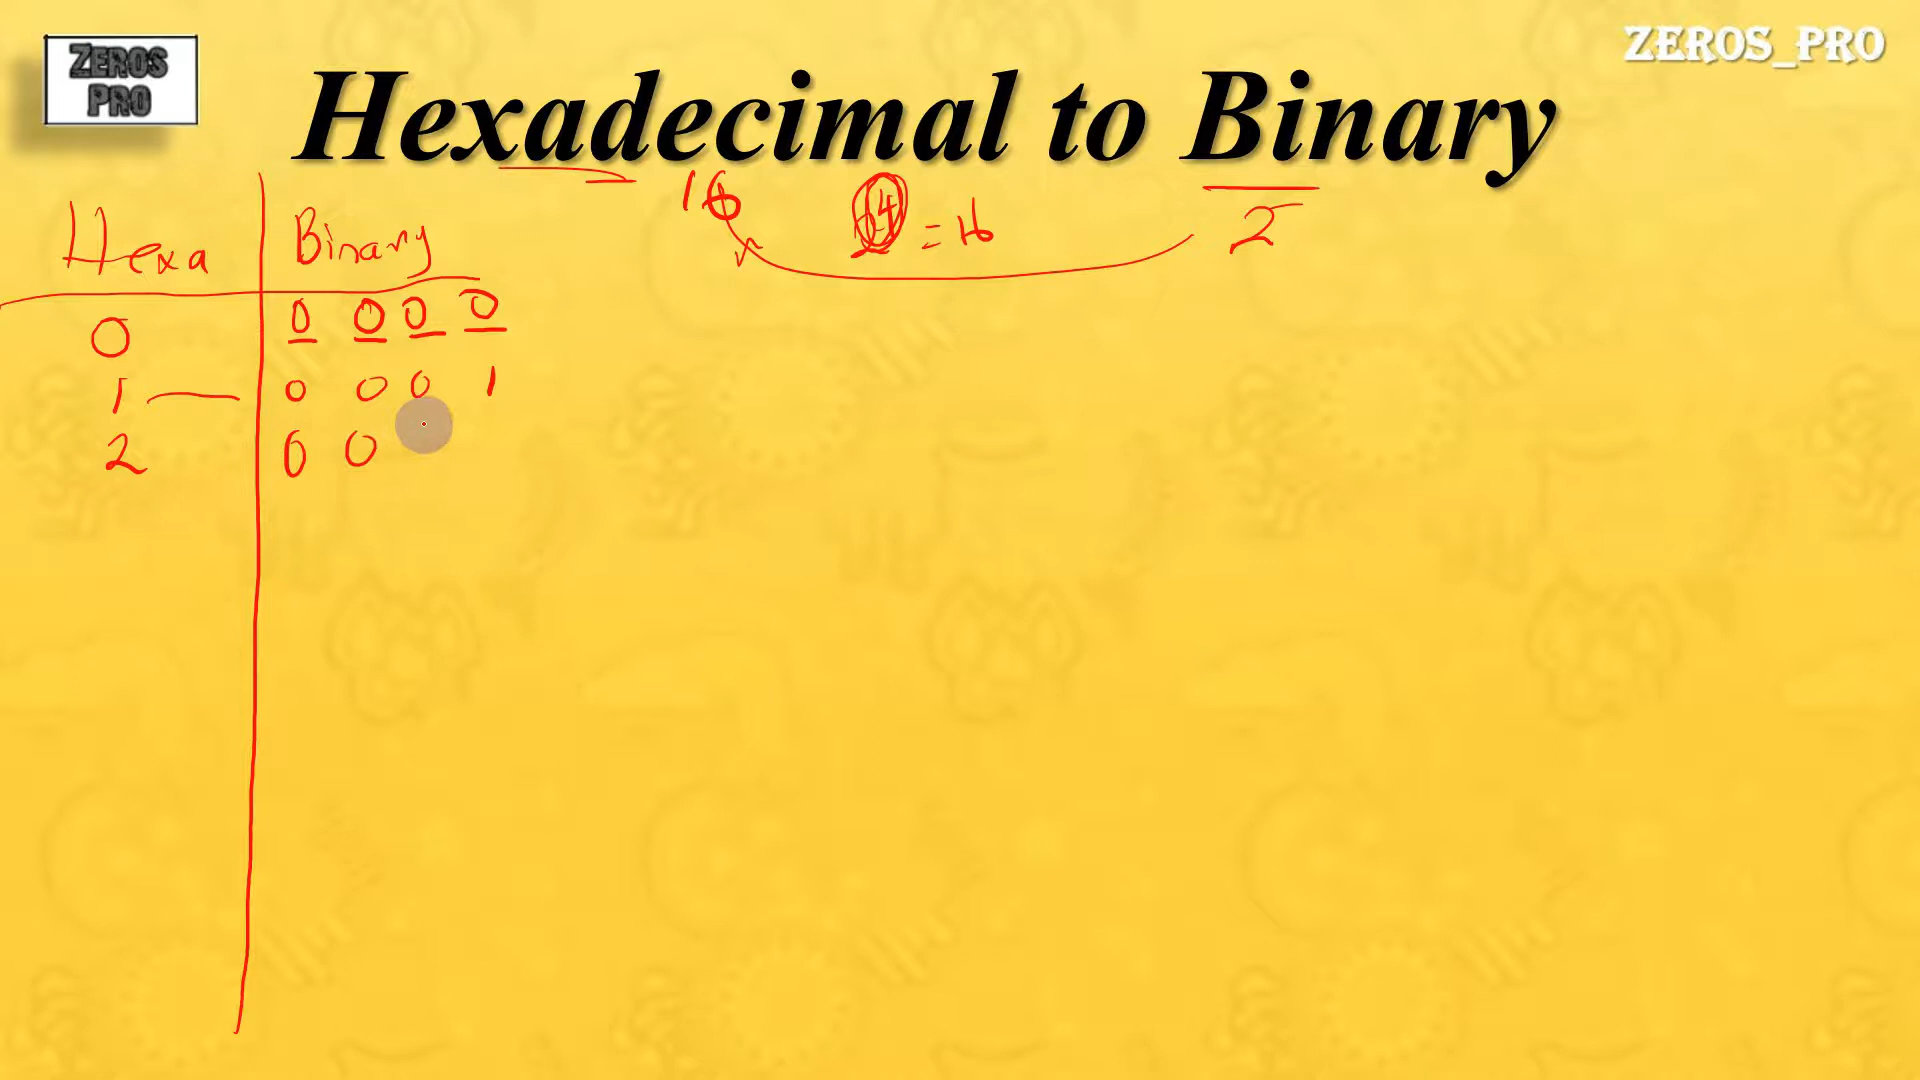 ZEROS
PRO
ZEROS_PRO
Hexadecimal to Binary
16 2⁴ = 16 2
Hexa Binary
0 0 0 0 0
1 0 0 0 1
2 0 0